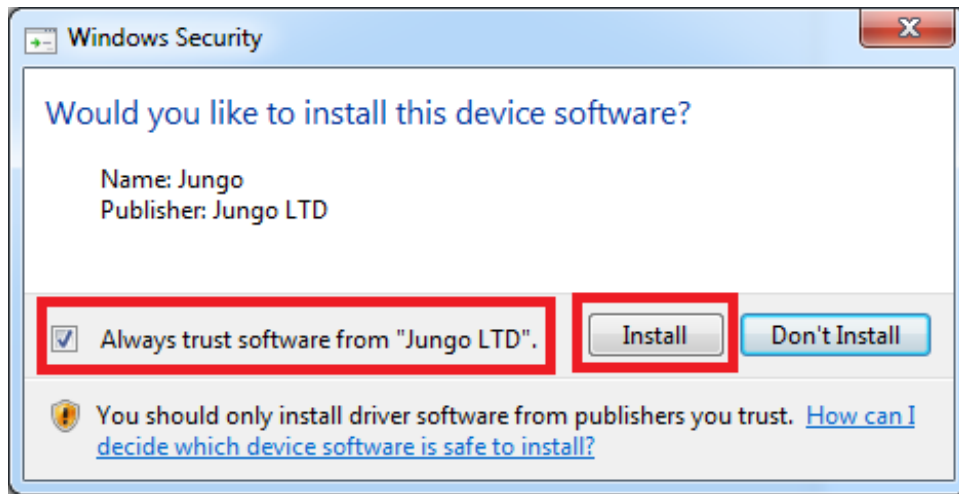 Windows Security
Would you like to install this device software?
Name: Jungo
Publisher: Jungo LTD
Always trust software from "Jungo LTD".
Install
Don't Install
You should only install driver software from publishers you trust. How can I
decide which device software is safe to install?